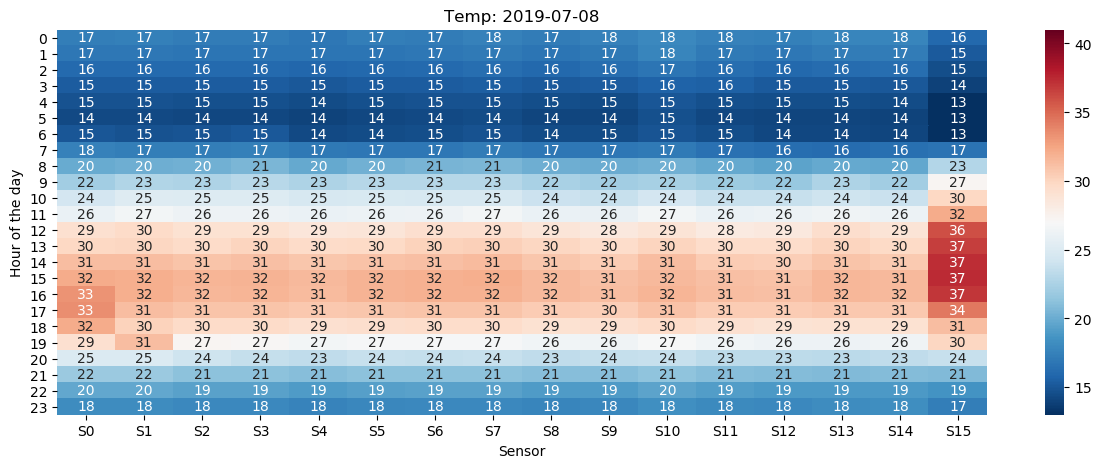 Temp: 2019-07-08
0 17 17 17 17 17 17 17 18 17 18 18 18 17 18 18 16
1 17 17 17 17 17 17 17 17 17 17 18 17 17 17 17 15
2 16 16 16 16 16 16 16 16 16 16 17 16 16 16 16 15
3 15 15 15 15 15 15 15 15 15 15 16 16 15 15 15 14
4 15 15 15 15 14 15 15 15 15 14 15 15 15 15 14 13
5 14 14 14 14 14 14 14 14 14 14 15 14 14 14 14 13
6 15 15 15 15 14 14 15 15 14 14 15 15 14 14 14 13
7 18 17 17 17 17 17 17 17 17 17 17 17 16 16 16 17
8 20 20 20 21 20 20 21 21 20 20 20 20 20 20 20 23
9 22 23 23 23 23 23 23 23 22 22 22 22 22 23 22 27
10 24 25 25 25 25 25 25 25 24 24 24 24 24 24 24 30
11 26 27 26 26 26 26 26 27 26 26 27 26 26 26 26 32
12 29 30 29 29 29 29 29 29 29 28 29 28 29 29 29 36
13 30 30 30 30 30 30 30 30 30 30 30 30 30 30 30 37
14 31 31 31 31 31 31 31 31 31 31 31 31 30 31 31 37
15 32 32 32 32 32 32 32 32 32 31 32 31 31 32 31 37
16 33 32 32 32 31 32 32 32 32 31 32 31 31 32 32 37
17 33 31 31 31 31 31 31 31 31 30 31 31 31 31 31 34
18 32 30 30 30 29 29 30 30 29 29 30 29 29 29 29 31
19 29 31 27 27 27 27 27 27 26 26 27 26 26 26 26 30
20 25 25 24 24 23 24 24 24 23 24 24 23 23 23 23 24
21 22 22 21 21 21 21 21 21 21 21 21 21 21 21 21 21
22 20 20 19 19 19 19 19 19 19 19 20 19 19 19 19 19
23 18 18 18 18 18 18 18 18 18 18 18 18 18 18 18 17
S0 S1 S2 S3 S4 S5 S6 S7 S8 S9 S10 S11 S12 S13 S14 S15
Sensor
Hour of the day
40
35
30
25
20
15